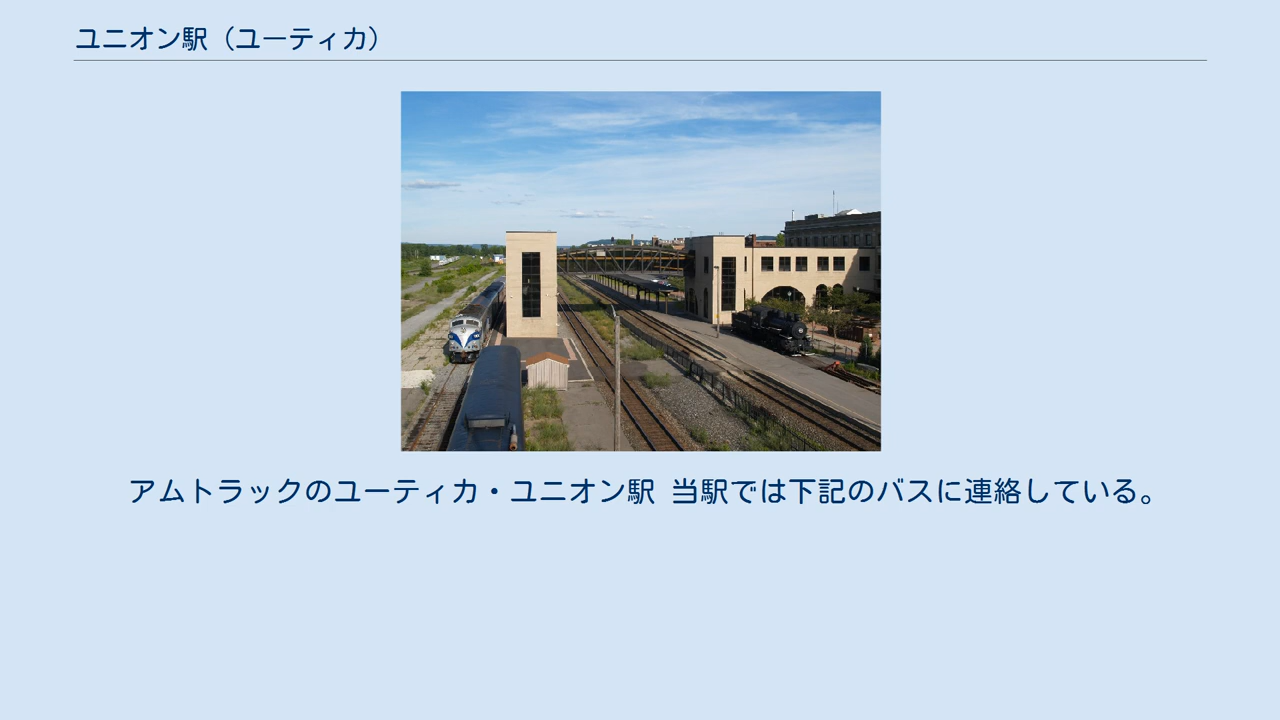 ユニオン駅（ユーティカ）
アムトラックのユーティカ・ユニオン駅 当駅では下記のバスに連絡している。